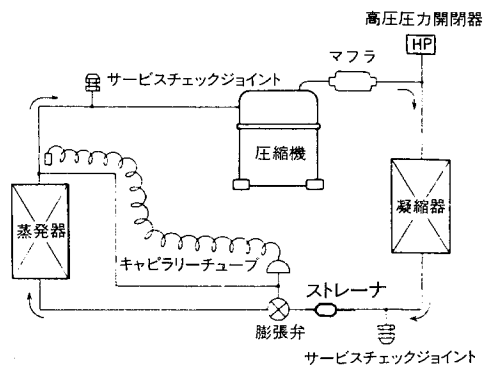 高圧圧力開閉器
HP
マフラ
サービスチェックジョイント
圧縮機
凝縮器
蒸発器
キャピラリーチューブ
ストレーナ
膨張弁
サービスチェックジョイント